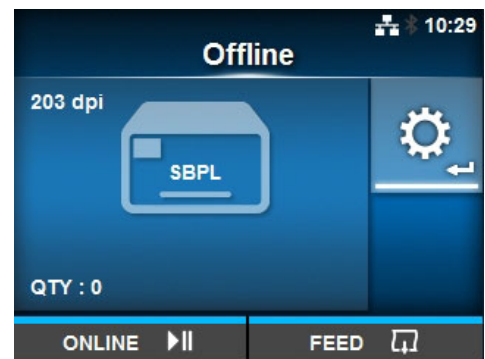 10:29
Offline
203 dpi
SBPL
QTY : 0
ONLINE FEED